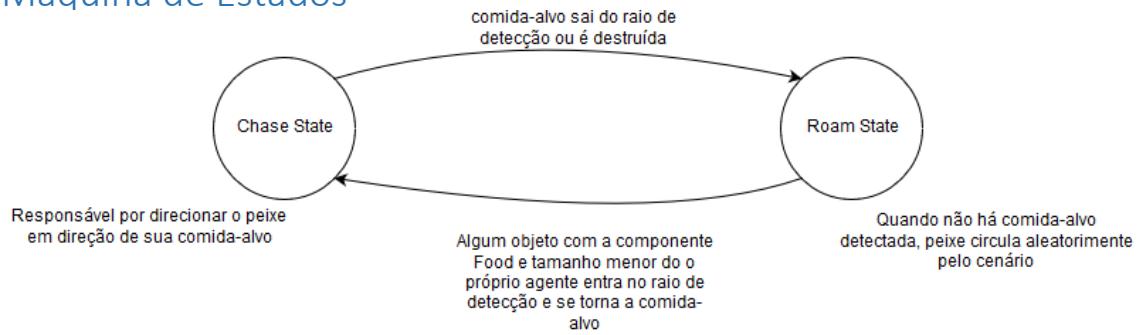 Máquina de Estados
comida-alvo sai do raio de
detecção ou é destruída
Chase State
Roam State
Responsável por direcionar o peixe
em direção de sua comida-alvo
Algum objeto com a componente
Food e tamanho menor do o
próprio agente entra no raio de
detecção e se torna a comida-
alvo
Quando não há comida-alvo
detectada, peixe circula aleatorimente
pelo cenário